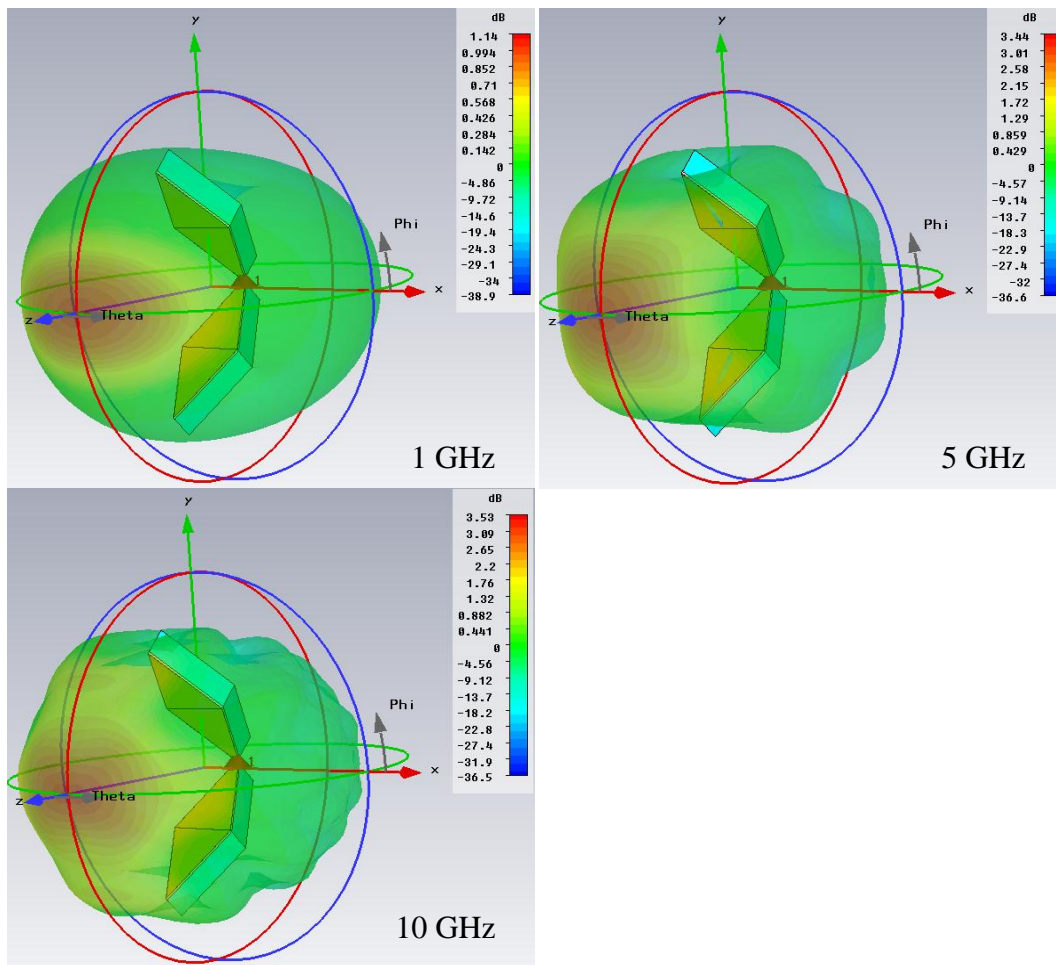 y
dB
1.14
0.994
0.852
0.71
0.568
0.426
0.284
0.142
0
-4.86
-9.72
-14.6
-19.4
-24.3
-29.1
-34
-38.9
Phi
1
x
z
Theta
1 GHz
y
dB
3.44
3.01
2.58
2.15
1.72
1.29
0.859
0.429
0
-4.57
-9.14
-13.7
-18.3
-22.9
-27.4
-32
-36.6
Phi
1
x
z
Theta
5 GHz
y
dB
3.53
3.09
2.65
2.2
1.76
1.32
0.882
0.441
0
-4.56
-9.12
-13.7
-18.2
-22.8
-27.4
-31.9
-36.5
Phi
1
x
z
Theta
10 GHz